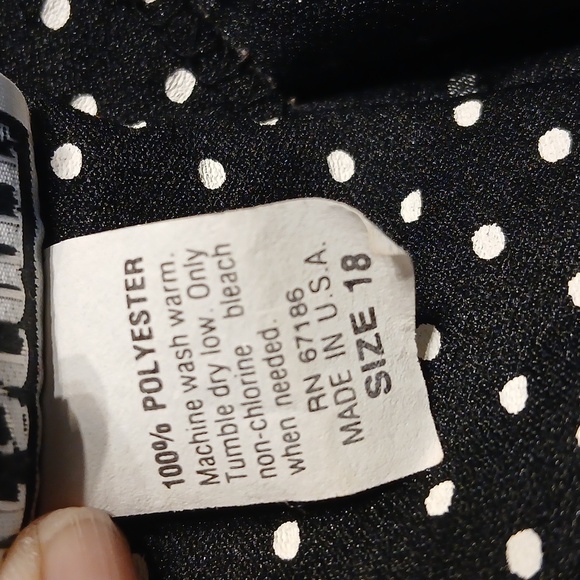 100% POLYESTER
Machine wash warm.
Tumble dry low. Only
non-chlorine bleach
when needed.
RN 67186
MADE IN U.S.A.
SIZE 18